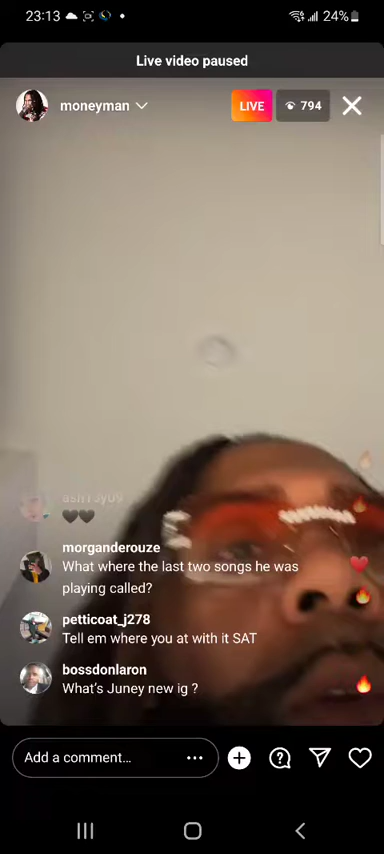 23:13
24%
Live video paused
moneyman
LIVE
794
ash13y09
🖤🖤
morganderouze
What where the last two songs he was
playing called?
petticoat_j278
Tell em where you at with it SAT
bossdonlaron
What's Juney new ig ?
Add a comment...